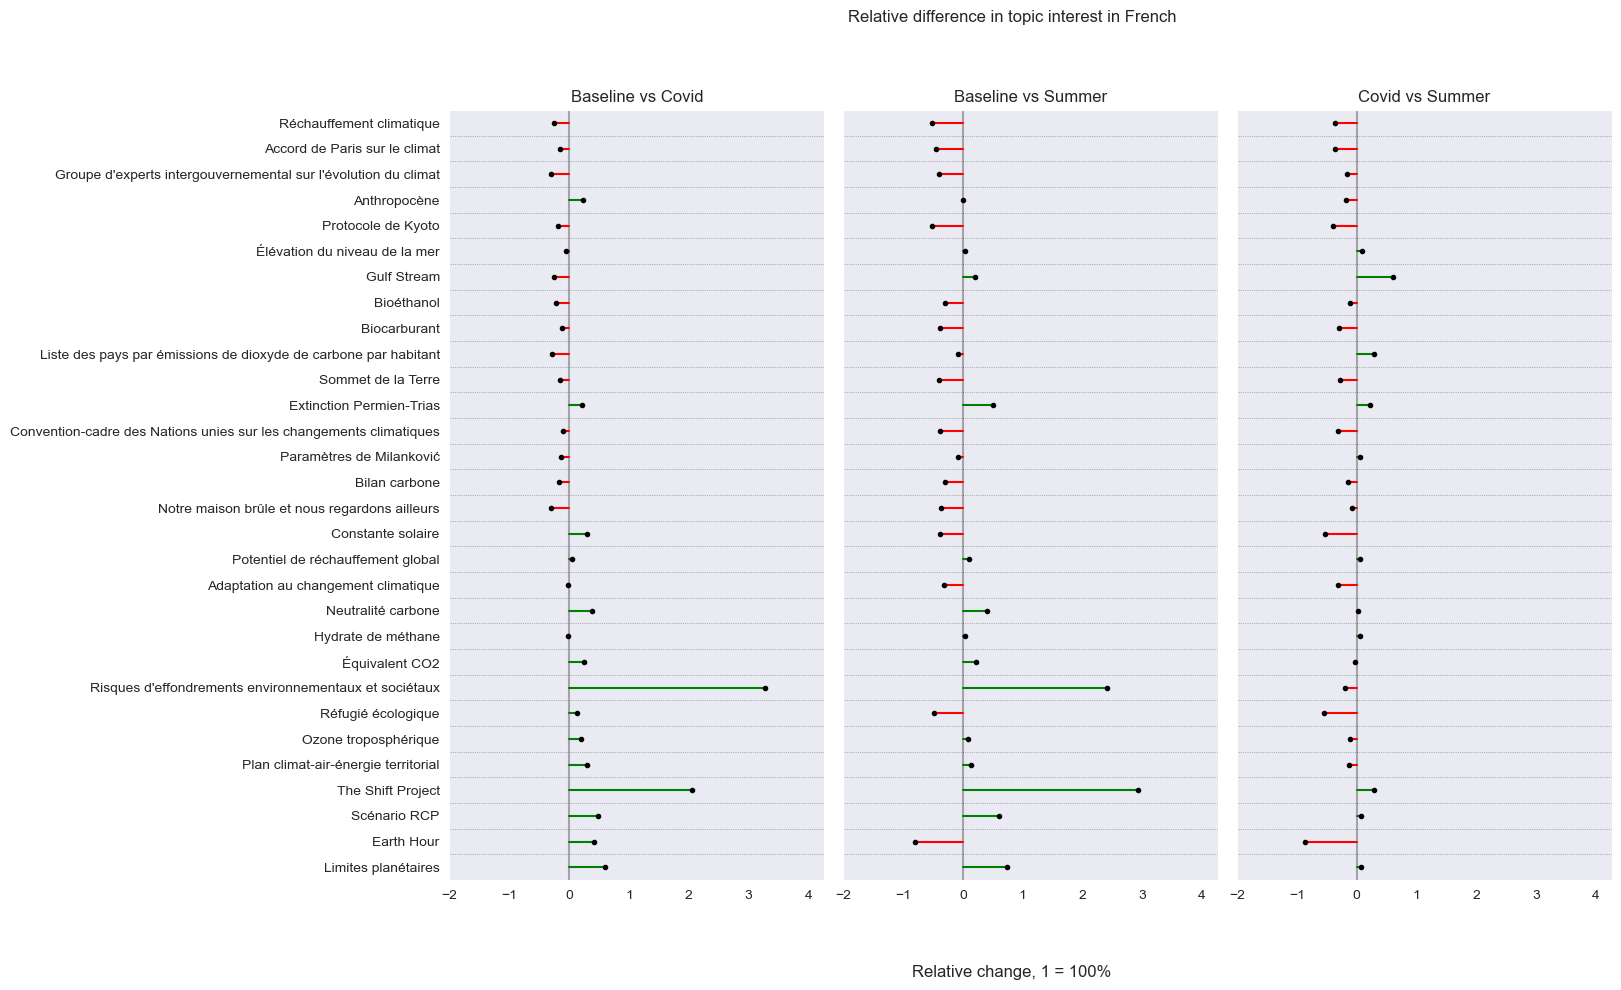 Relative difference in topic interest in French
Baseline vs Covid
Baseline vs Summer
Covid vs Summer
Réchauffement climatique
Accord de Paris sur le climat
Groupe d'experts intergouvernemental sur l'évolution du climat
Anthropocène
Protocole de Kyoto
Élévation du niveau de la mer
Gulf Stream
Bioéthanol
Biocarburant
Liste des pays par émissions de dioxyde de carbone par habitant
Sommet de la Terre
Extinction Permien-Trias
Convention-cadre des Nations unies sur les changements climatiques
Paramètres de Milanković
Bilan carbone
Notre maison brûle et nous regardons ailleurs
Constante solaire
Potentiel de réchauffement global
Adaptation au changement climatique
Neutralité carbone
Hydrate de méthane
Équivalent CO2
Risques d'effondrements environnementaux et sociétaux
Réfugié écologique
Ozone troposphérique
Plan climat-air-énergie territorial
The Shift Project
Scénario RCP
Earth Hour
Limites planétaires
−2 −1 0 1 2 3 4
−2 −1 0 1 2 3 4
−2 −1 0 1 2 3 4
Relative change, 1 = 100%